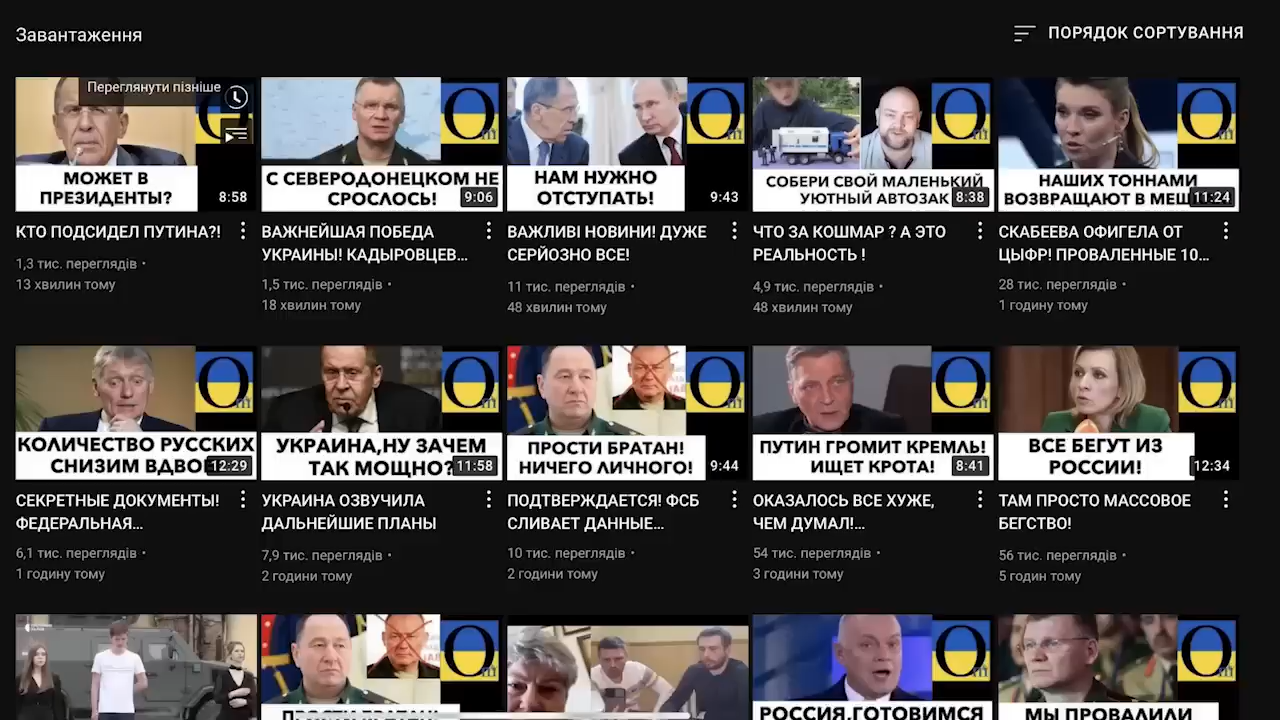 Завантаження
ПОРЯДОК СОРТУВАННЯ
Переглянути пізніше
МОЖЕТ В
ПРЕЗИДЕНТЫ?
8:58
С СЕВЕРОДОНЕЦКОМ НЕ
СРОСЛОСЬ!
9:06
НАМ НУЖНО
ОТСТУПАТЬ!
9:43
СОБЕРИ СВОЙ МАЛЕНЬКИЙ
УЮТНЫЙ АВТОЗАК
8:38
НАШИХ ТОННАМИ
ВОЗВРАЩАЮТ В
11:24
КТО ПОДСИДЕЛ ПУТИНА?!
1,3 тис. переглядів •
13 хвилин тому
ВАЖНЕЙШАЯ ПОБЕДА
УКРАИНЫ! КАДЫРОВЦЕВ...
1,5 тис. переглядів •
18 хвилин тому
ВАЖЛИВІ НОВИНИ! ДУЖЕ
СЕРЙОЗНО ВСЕ!
11 тис. переглядів •
48 хвилин тому
ЧТО ЗА КОШМАР ? А ЭТО
РЕАЛЬНОСТЬ !
4,9 тис. переглядів •
48 хвилин тому
СКАБЕЕВА ОФИГЕЛА ОТ
ЦЫФР! ПРОВАЛЕННЫЕ 10...
28 тис. переглядів •
1 годину тому
КОЛИЧЕСТВО РУССКИХ
СНИЗИМ
12:29
УКРАИНА,НУ ЗАЧЕМ
ТАК МОЩНО?
11:58
ПРОСТИ БРАТАН!
НИЧЕГО ЛИЧНОГО!
9:44
ПУТИН ГРОМИТ КРЕМЛЬ!
ИЩЕТ КРОТА!
8:41
ВСЕ БЕГУТ ИЗ
РОССИИ!
12:34
СЕКРЕТНЫЕ ДОКУМЕНТЫ!
ФЕДЕРАЛЬНАЯ...
6,1 тис. переглядів •
1 годину тому
УКРАИНА ОЗВУЧИЛА
ДАЛЬНЕЙШИЕ ПЛАНЫ
7,9 тис. переглядів •
2 години тому
ПОДТВЕРЖДАЕТСЯ! ФСБ
СЛИВАЕТ ДАННЫЕ...
10 тис. переглядів •
2 години тому
ОКАЗАЛОСЬ ВСЕ ХУЖЕ,
ЧЕМ ДУМАЛ!...
54 тис. переглядів •
3 години тому
ТАМ ПРОСТО МАССОВОЕ
БЕГСТВО!
56 тис. переглядів •
5 годин тому
ПРОСТИ БРАТАН!
РОССИЯ,ГОТОВИМСЯ
МЫ ПРОВАЛИЛИ